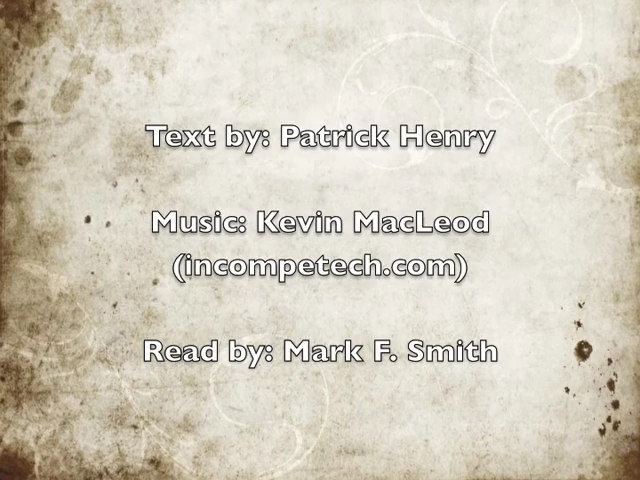 Text by: Patrick Henry
Music: Kevin MacLeod
(incompetech.com)
Read by: Mark F. Smith